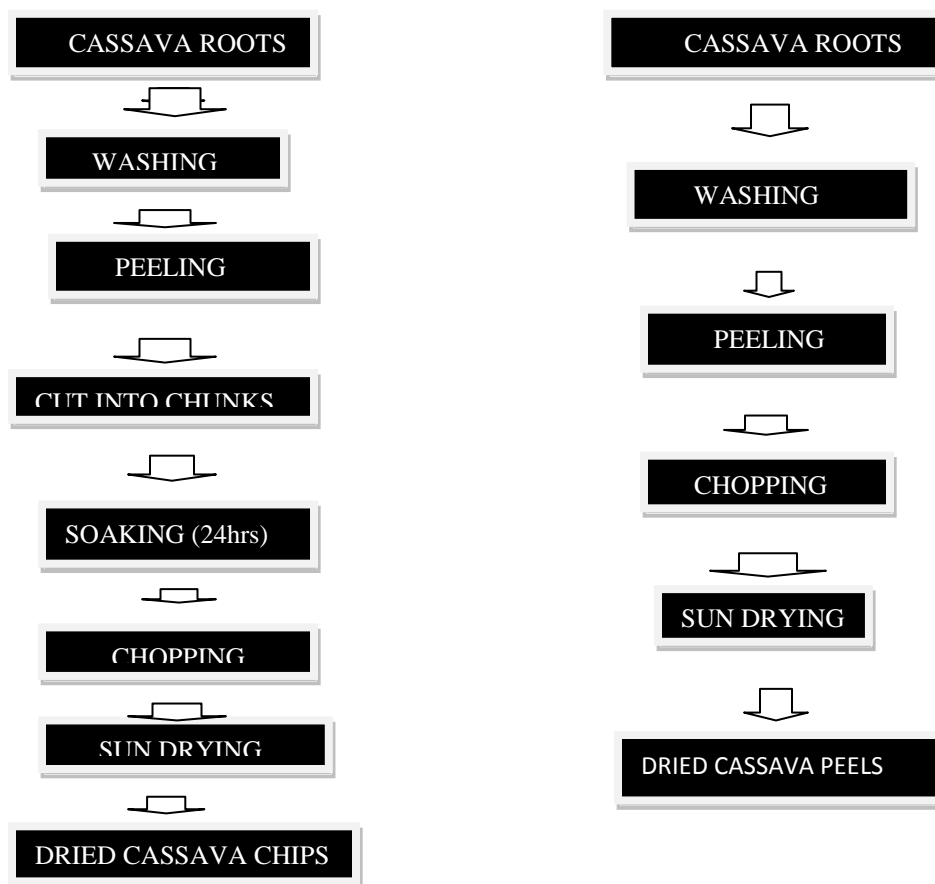 CASSAVA ROOTS
WASHING
PEELING
CUT INTO CHUNKS
SOAKING (24hrs)
CHOPPING
SUN DRYING
DRIED CASSAVA CHIPS
CASSAVA ROOTS
WASHING
PEELING
CHOPPING
SUN DRYING
DRIED CASSAVA PEELS